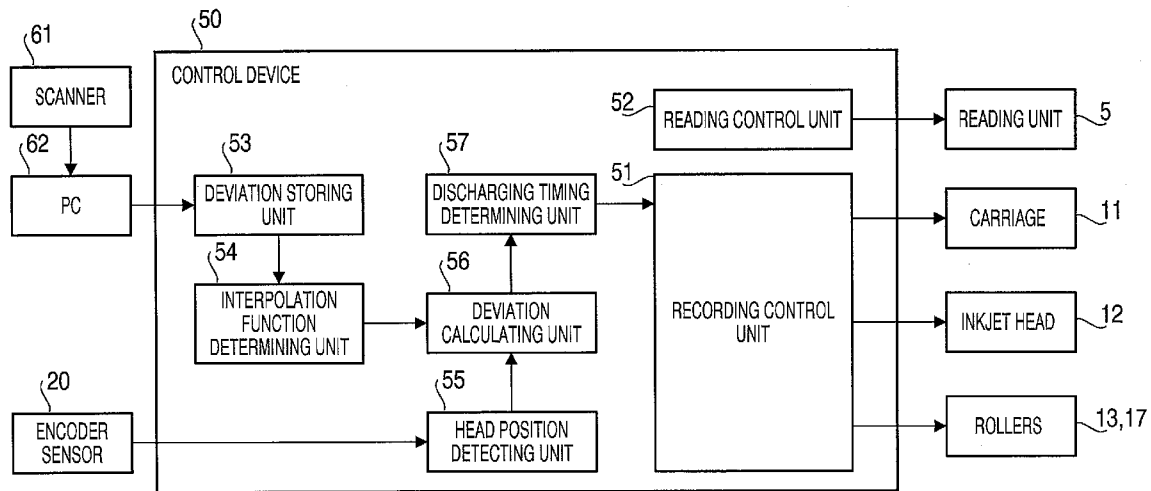 50
61
CONTROL DEVICE
SCANNER
52
READING CONTROL UNIT
READING UNIT
5
62
PC
53
DEVIATION STORING
UNIT
57
DISCHARGING TIMING
DETERMINING UNIT
51
RECORDING CONTROL
UNIT
CARRIAGE
11
54
INTERPOLATION
FUNCTION
DETERMINING UNIT
56
DEVIATION
CALCULATING UNIT
INKJET HEAD
12
20
ENCODER
SENSOR
55
HEAD POSITION
DETECTING UNIT
ROLLERS
13,17